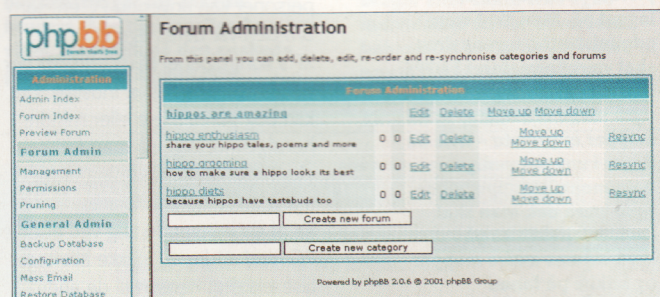 phpbb
Forum Administration
From this panel you can add, delete, edit, re-order and re-synchronise categories and forums
Administration
Admin Index
Forum Index
Preview Forum
Forum Admin
Management
Permissions
Pruning
General Admin
Backup Database
Configuration
Mass Email
Restore Database
Forum Administration
hippos are amazing Edit Delete Move up Move down
hippo enthusiasm
share your hippo tales, poems and more
0 0 Edit Delete Move up Move down Resync
hippo grooming
how to make sure a hippo looks its best
0 0 Edit Delete Move up Move down Resync
hippo diets
because hippos have tastebuds too
0 0 Edit Delete Move up Move down Resync
Create new forum
Create new category
Powered by phpBB 2.0.6 © 2001 phpBB Group